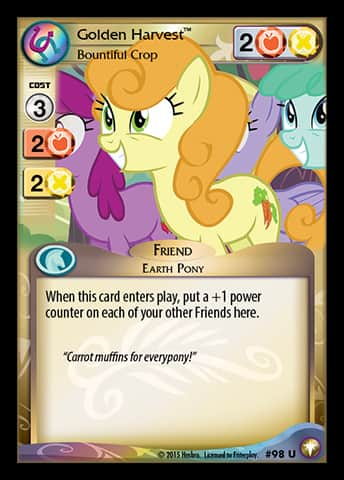 Golden Harvest™
Bountiful Crop
2
COST
3
2
2
FRIEND
EARTH PONY
When this card enters play, put a +1 power
counter on each of your other Friends here.
"Carrot muffins for everypony!"
© 2015 Hasbro. Licensed to Enterplay. #98 U